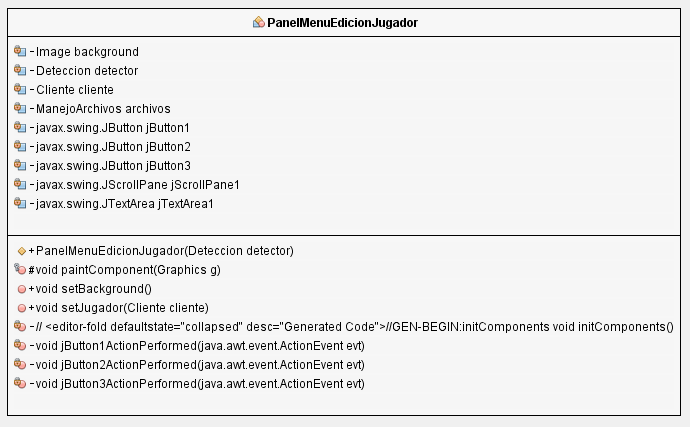 PanelMenuEdicionJugador
-Image background
-Deteccion detector
-Cliente cliente
-ManejoArchivos archivos
-javax.swing.JButton jButton1
-javax.swing.JButton jButton2
-javax.swing.JButton jButton3
-javax.swing.JScrollPane jScrollPane1
-javax.swing.JTextArea jTextArea1
+PanelMenuEdicionJugador(Deteccion detector)
#void paintComponent(Graphics g)
+void setBackground()
+void setJugador(Cliente cliente)
-// <editor-fold defaultstate="collapsed" desc="Generated Code">//GEN-BEGIN:initComponents void initComponents()
-void jButton1ActionPerformed(java.awt.event.ActionEvent evt)
-void jButton2ActionPerformed(java.awt.event.ActionEvent evt)
-void jButton3ActionPerformed(java.awt.event.ActionEvent evt)